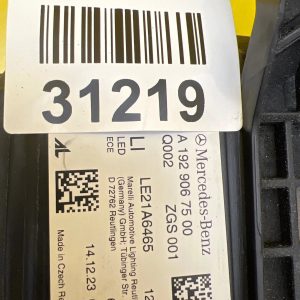 31219
Mercedes-Benz
A 192 906 75 00
Q002
ZGS 001
LI
LED
ECE
LE21A6465
Marelli Automotive Lighting Reutlingen
(Germany) GmbH; Tübinger Str.
D 72762 Reutlingen
14.12.23
Made in Czech
AL